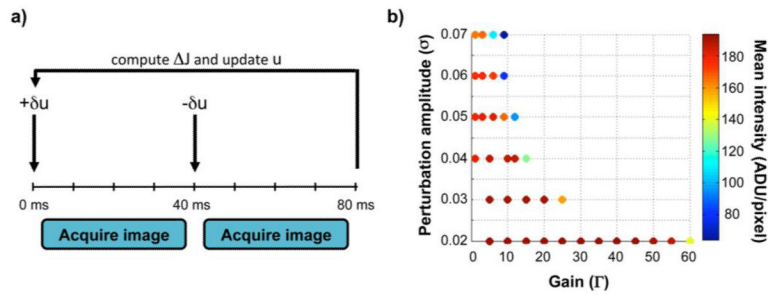 a)
compute ΔJ and update u
+δu
-δu
0 ms
40 ms
80 ms
Acquire image
Acquire image
b)
Perturbation amplitude (σ)
0.07
0.06
0.05
0.04
0.03
0.02
0 10 20 30 40 50 60
Gain (Γ)
180
160
140
120
100
80
Mean intensity (ADU/pixel)